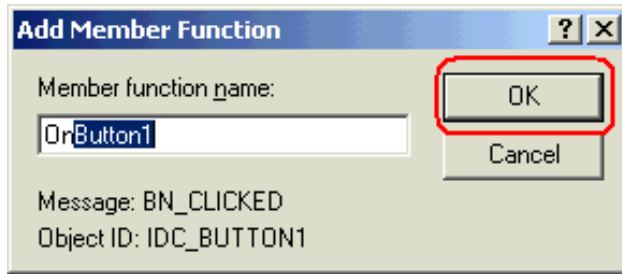 Add Member Function
Member function name:
OnButton1
OK
Cancel
Message: BN_CLICKED
Object ID: IDC_BUTTON1